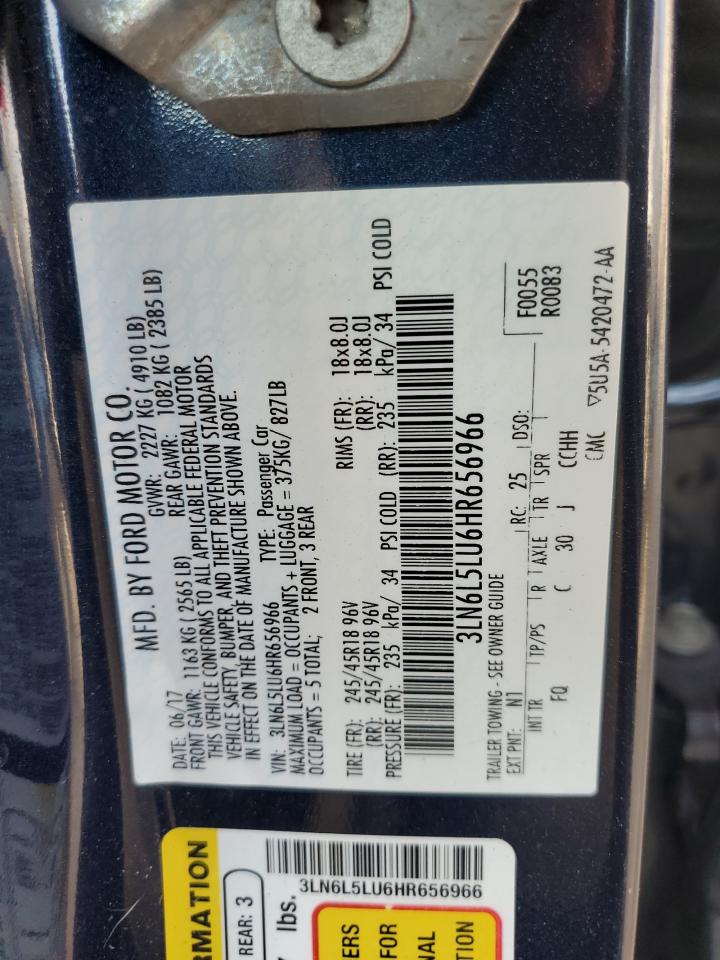 MFD. BY FORD MOTOR CO.
DATE: 06/17 GVWR: 2227 KG ( 4910 LB)
FRONT GAWR: 1163 KG ( 2565 LB) REAR GAWR: 1082 KG ( 2385 LB)
THIS VEHICLE CONFORMS TO ALL APPLICABLE FEDERAL MOTOR
VEHICLE SAFETY, BUMPER, AND THEFT PREVENTION STANDARDS
IN EFFECT ON THE DATE OF MANUFACTURE SHOWN ABOVE.
VIN: 3LN6L5LU6HR656966 TYPE: Passenger Car
MAXIMUM LOAD = OCCUPANTS + LUGGAGE = 375KG/ 827LB
OCCUPANTS = 5 TOTAL; 2 FRONT, 3 REAR
TIRE (FR): 245/45R18 96V RIMS (FR): 18x8.0J
(RR): 245/45R18 96V (RR): 18x8.0J
PRESSURE (FR): 235 kPa/ 34 PSI COLD (RR): 235 kPa/ 34 PSI COLD
3LN6L5LU6HR656966
TRAILER TOWING - SEE OWNER GUIDE
EXT PNT: N1 RC: 25 DSO: F0055
R0083
INT TR TP/PS R AXLE TR SPR
FQ C 30 J CCHH
CMC ▽5U5A-5420472-AA
RMATION
REAR: 3
lbs.
3LN6L5LU6HR656966
ERS
FOR
NAL
TION